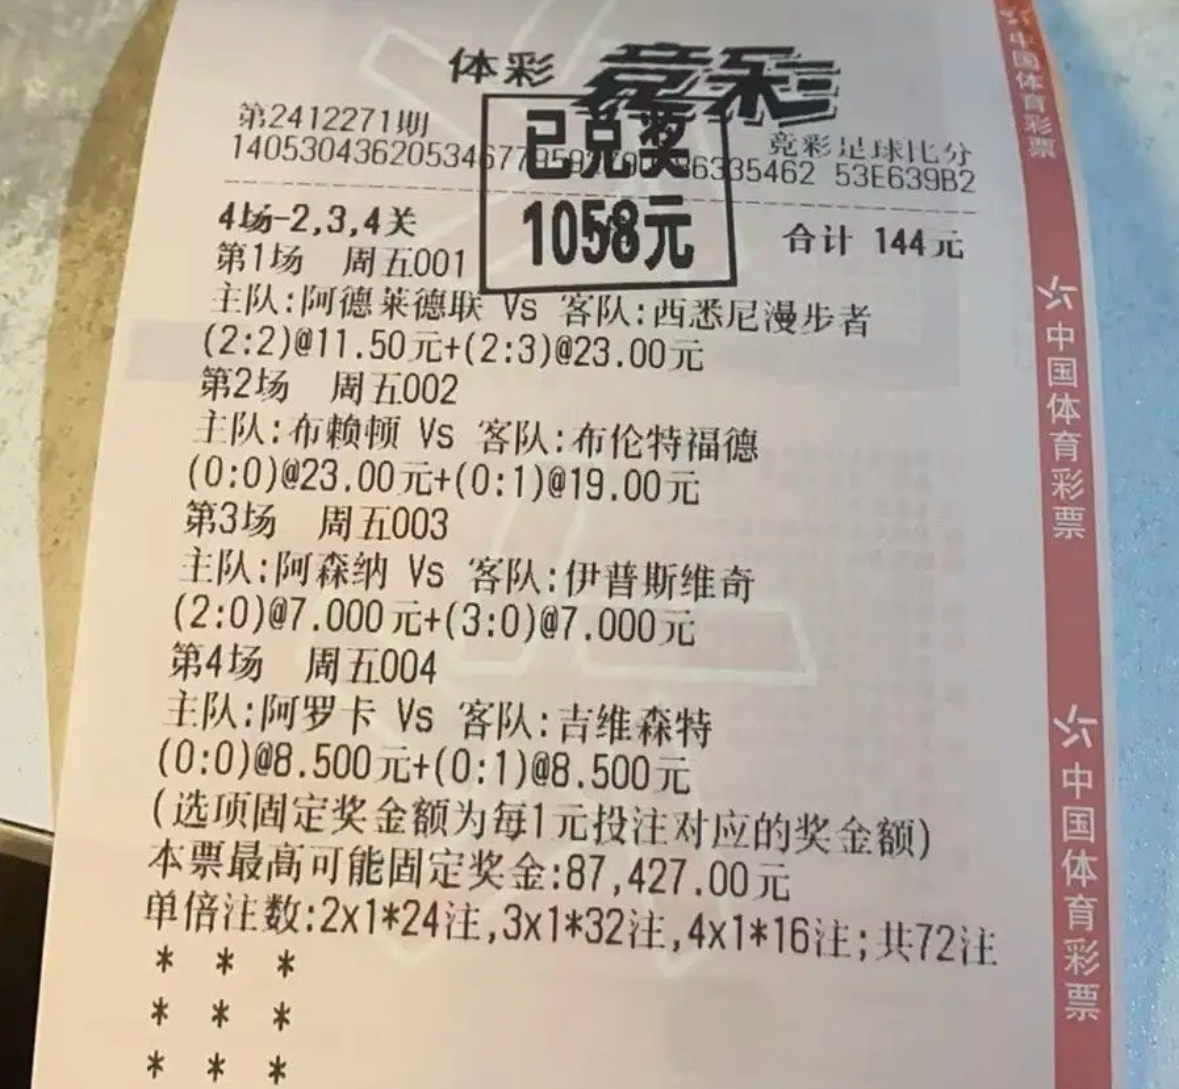 体彩 竞彩
已兑奖
1058元
第2412271期
竞彩足球比分
6335462 53E639B2
4场-2,3,4关
合计 144元
第1场 周五001
主队:阿德莱德联 Vs 客队:西悉尼漫步者
(2:2)@11.50元+(2:3)@23.00元
第2场 周五002
主队:布赖顿 Vs 客队:布伦特福德
(0:0)@23.00元+(0:1)@19.00元
第3场 周五003
主队:阿森纳 Vs 客队:伊普斯维奇
(2:0)@7.000元+(3:0)@7.000元
第4场 周五004
主队:阿罗卡 Vs 客队:吉维森特
(0:0)@8.500元+(0:1)@8.500元
(选项固定奖金额为每1元投注对应的奖金额)
本票最高可能固定奖金:87,427.00元
单倍注数:2x1*24注,3x1*32注,4x1*16注;共72注
* * *
* * *
* * *
中国体育彩票
中国体育彩票
中国体育彩票